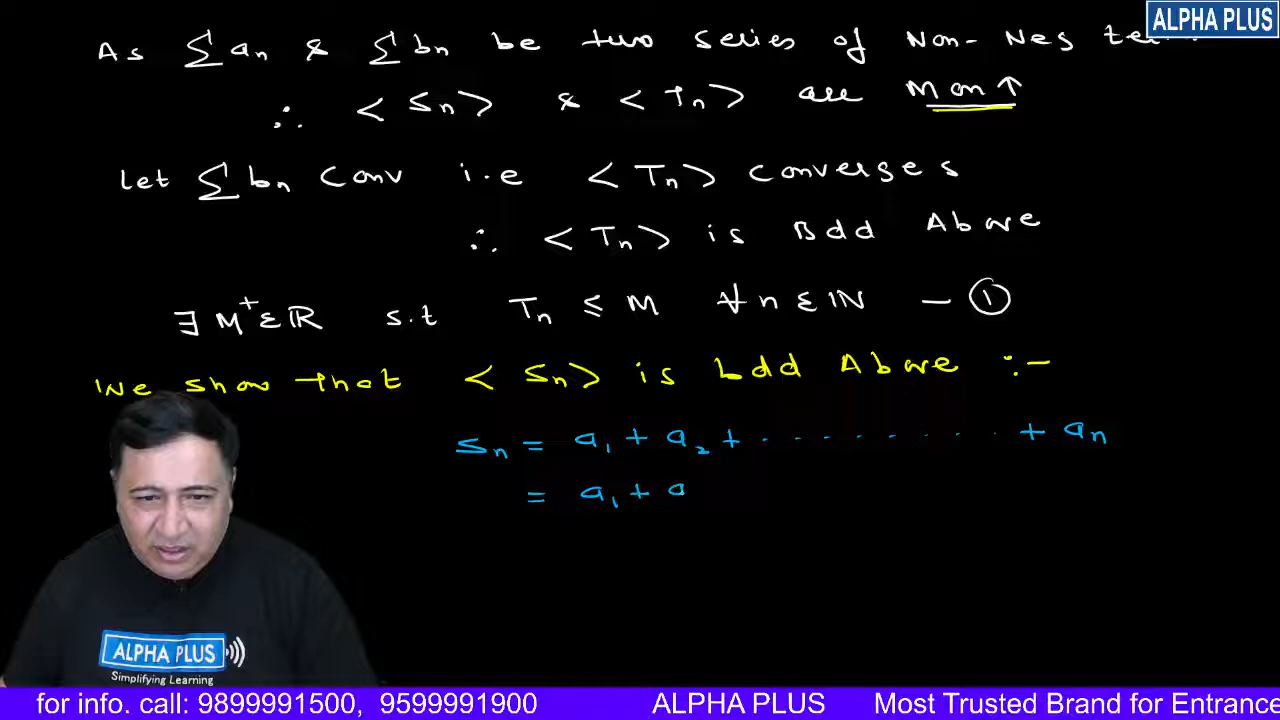 ALPHA PLUS
As ∑ an & ∑ bn be two series of Non-Neg
∴ < Sn > & < Tn > are Mon ↑
Let ∑ bn Conv i.e < Tn > converges
∴ < Tn > is Bdd Above
∃ M⁺ ∈ ℝ s.t Tn ≤ M ∀ n ∈ ℕ — ①
We show that < Sn > is bdd Above :-
Sn = a₁ + a₂ + .......... + an
= a₁ + a
ALPHA PLUS
Simplifying Learning
for info. call: 9899991500, 9599991900 ALPHA PLUS Most Trusted Brand for Entrance